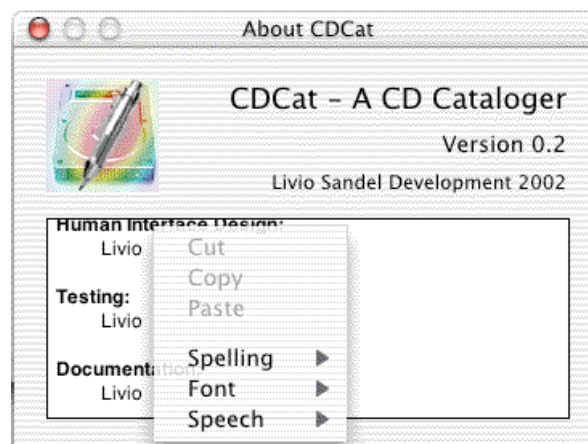 About CDCat
CDCat - A CD Cataloger
Version 0.2
Livio Sandel Development 2002
Human Interface Design:
Livio
Cut
Copy
Testing:
Paste
Livio
Spelling
Documentation:
Font
Livio
Speech